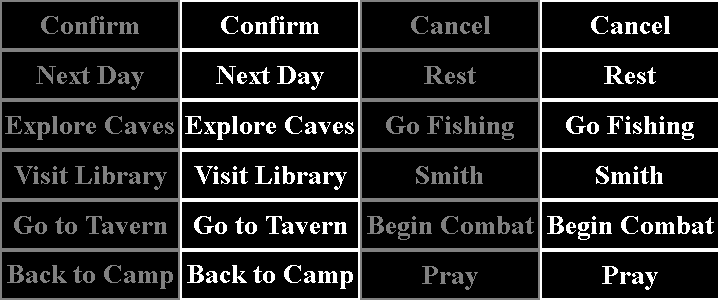 Confirm Confirm Cancel Cancel
Next Day Next Day Rest Rest
Explore Caves Explore Caves Go Fishing Go Fishing
Visit Library Visit Library Smith Smith
Go to Tavern Go to Tavern Begin Combat Begin Combat
Back to Camp Back to Camp Pray Pray